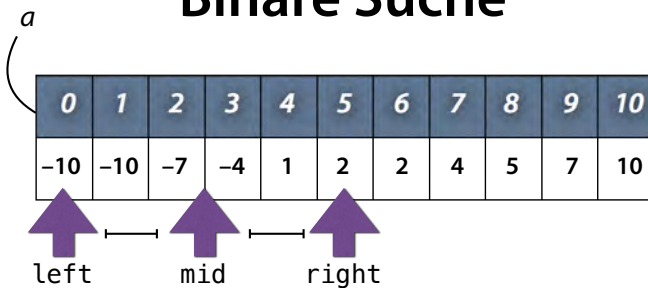 Binäre Suche
a
0 1 2 3 4 5 6 7 8 9 10
–10 –10 –7 –4 1 2 2 4 5 7 10
left mid right